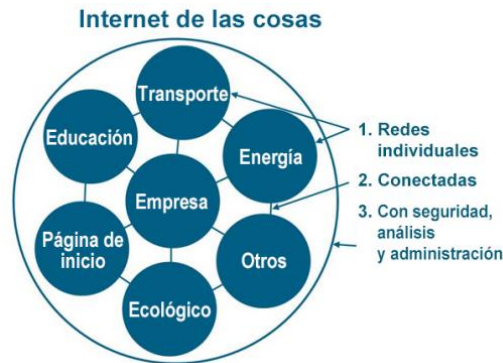 Internet de las cosas
Transporte
Educación
Energía
Empresa
Página de
inicio
Otros
Ecológico
1. Redes
individuales
2. Conectadas
3. Con seguridad,
análisis
y administración